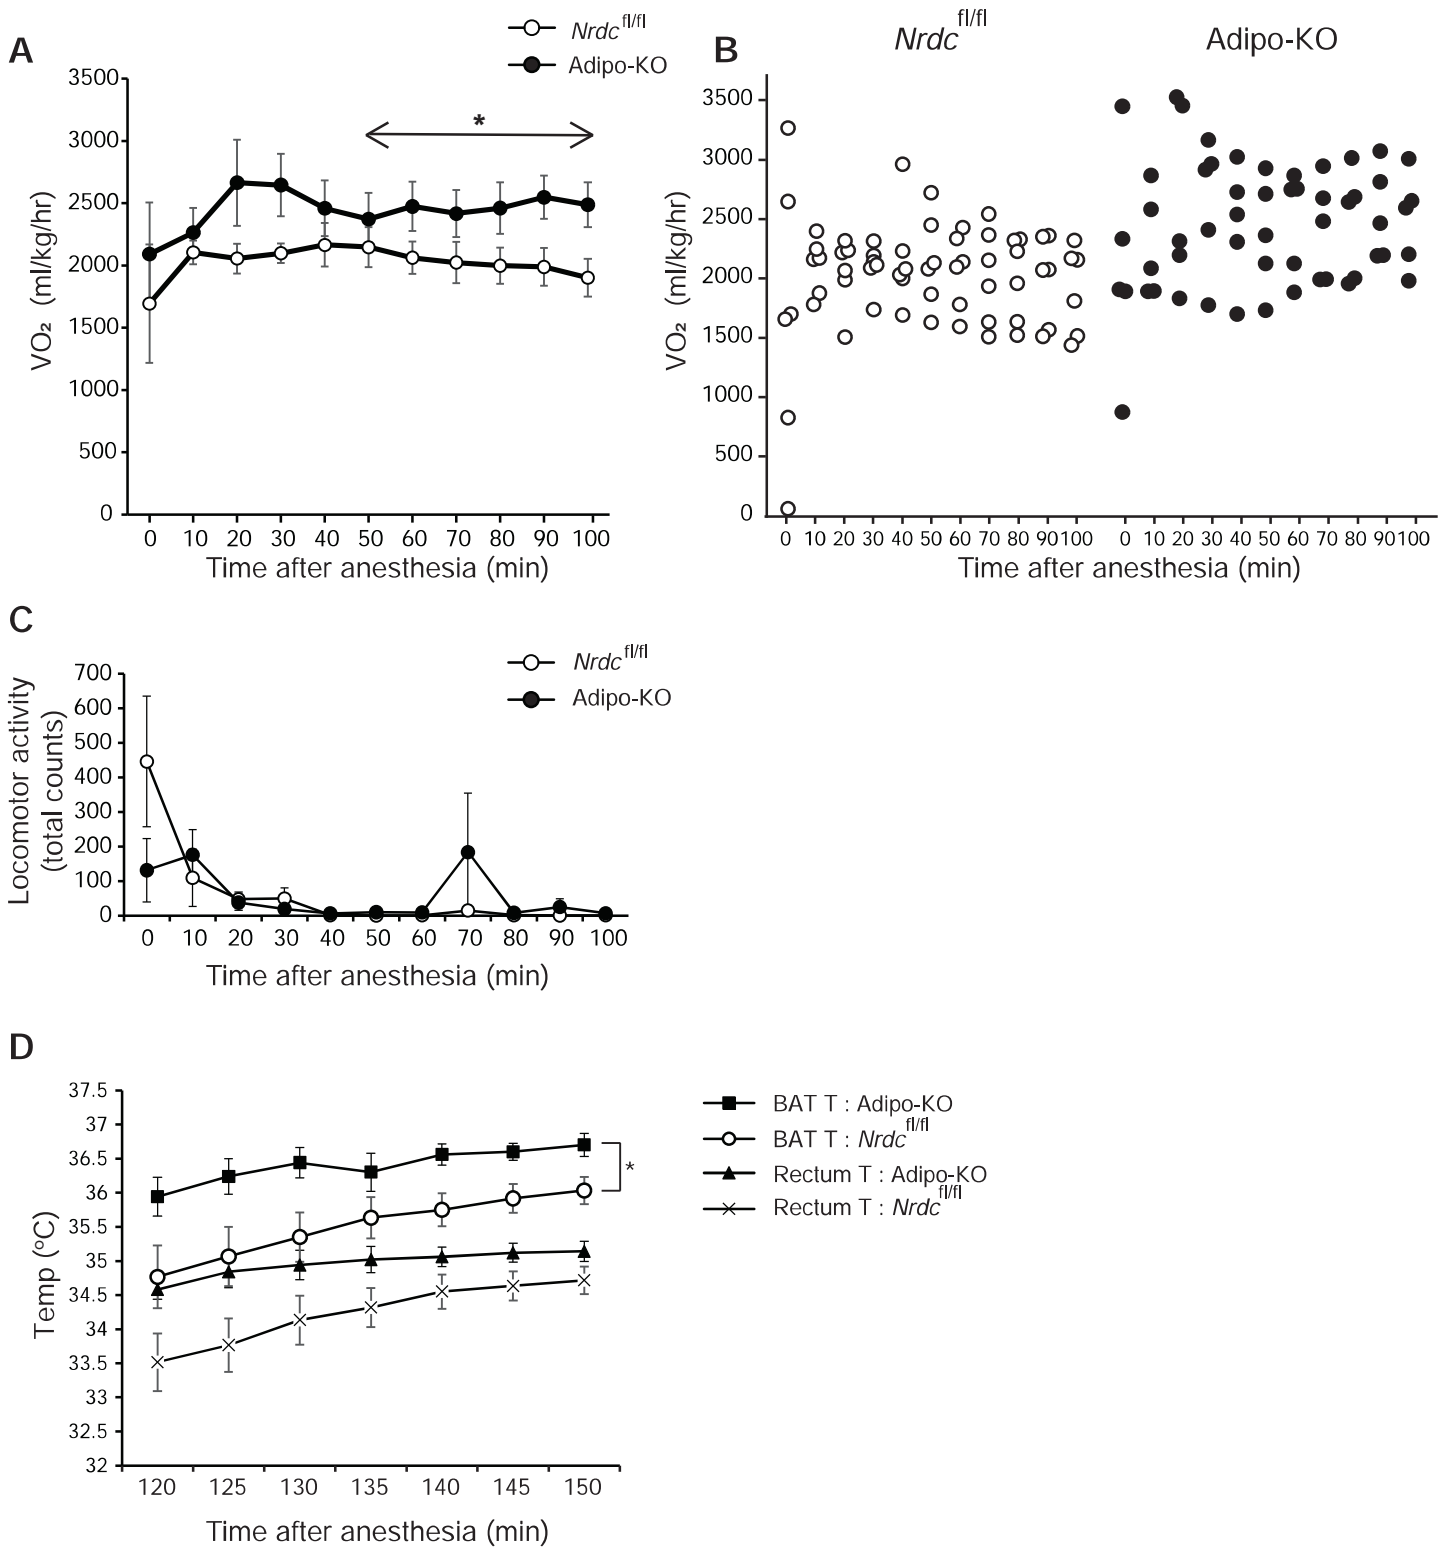 A
Nrdc fl/fl
Adipo-KO
3500
3000
2500
2000
1500
1000
500
0
VO₂ (ml/kg/hr)
*
0 10 20 30 40 50 60 70 80 90 100
Time after anesthesia (min)
B
Nrdc fl/fl
Adipo-KO
3500
3000
2500
2000
1500
1000
500
0
VO₂ (ml/kg/hr)
0 10 20 30 40 50 60 70 80 90 100 0 10 20 30 40 50 60 70 80 90 100
Time after anesthesia (min)
C
Nrdc fl/fl
Adipo-KO
700
600
500
400
300
200
100
0
Locomotor activity
(total counts)
0 10 20 30 40 50 60 70 80 90 100
Time after anesthesia (min)
D
37.5
37
36.5
36
35.5
35
34.5
34
33.5
33
32.5
32
Temp (°C)
*
BAT T : Adipo-KO
BAT T : Nrdc fl/fl
Rectum T : Adipo-KO
Rectum T : Nrdc fl/fl
120 125 130 135 140 145 150
Time after anesthesia (min)